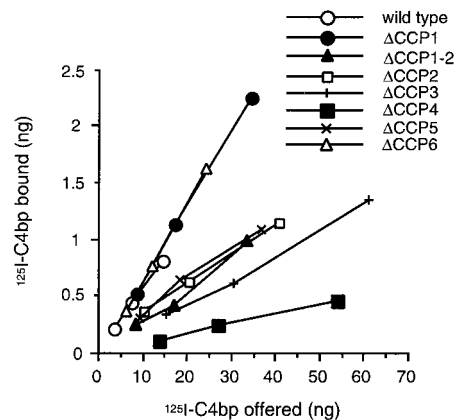 wild type
ΔCCP1
ΔCCP1-2
ΔCCP2
ΔCCP3
ΔCCP4
ΔCCP5
ΔCCP6
2.5
2
1.5
1
0.5
0
0 10 20 30 40 50 60 70
125I-C4bp bound (ng)
125I-C4bp offered (ng)